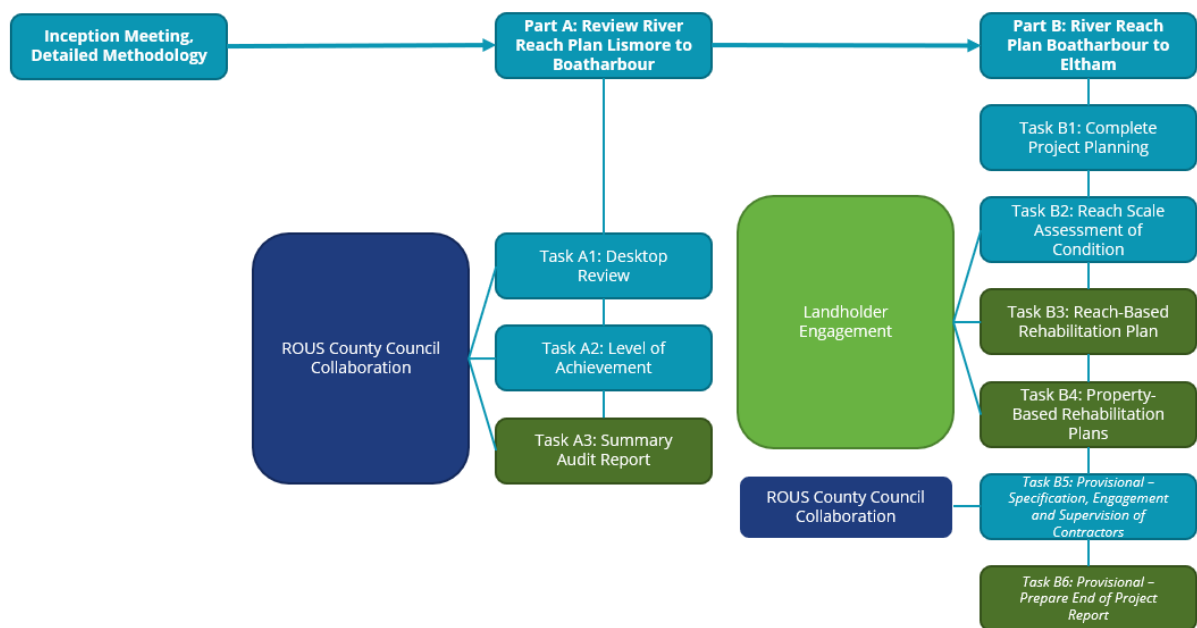 Inception Meeting,
Detailed Methodology
Part A: Review River
Reach Plan Lismore to
Boatharbour
Part B: River Reach
Plan Boatharbour to
Eltham
ROUS County Council
Collaboration
Task A1: Desktop
Review
Task A2: Level of
Achievement
Task A3: Summary
Audit Report
Task B1: Complete
Project Planning
Landholder
Engagement
Task B2: Reach Scale
Assessment of
Condition
Task B3: Reach-Based
Rehabilitation Plan
Task B4: Property-
Based Rehabilitation
Plans
ROUS County Council
Collaboration
Task B5: Provisional –
Specification, Engagement
and Supervision of
Contractors
Task B6: Provisional –
Prepare End of Project
Report